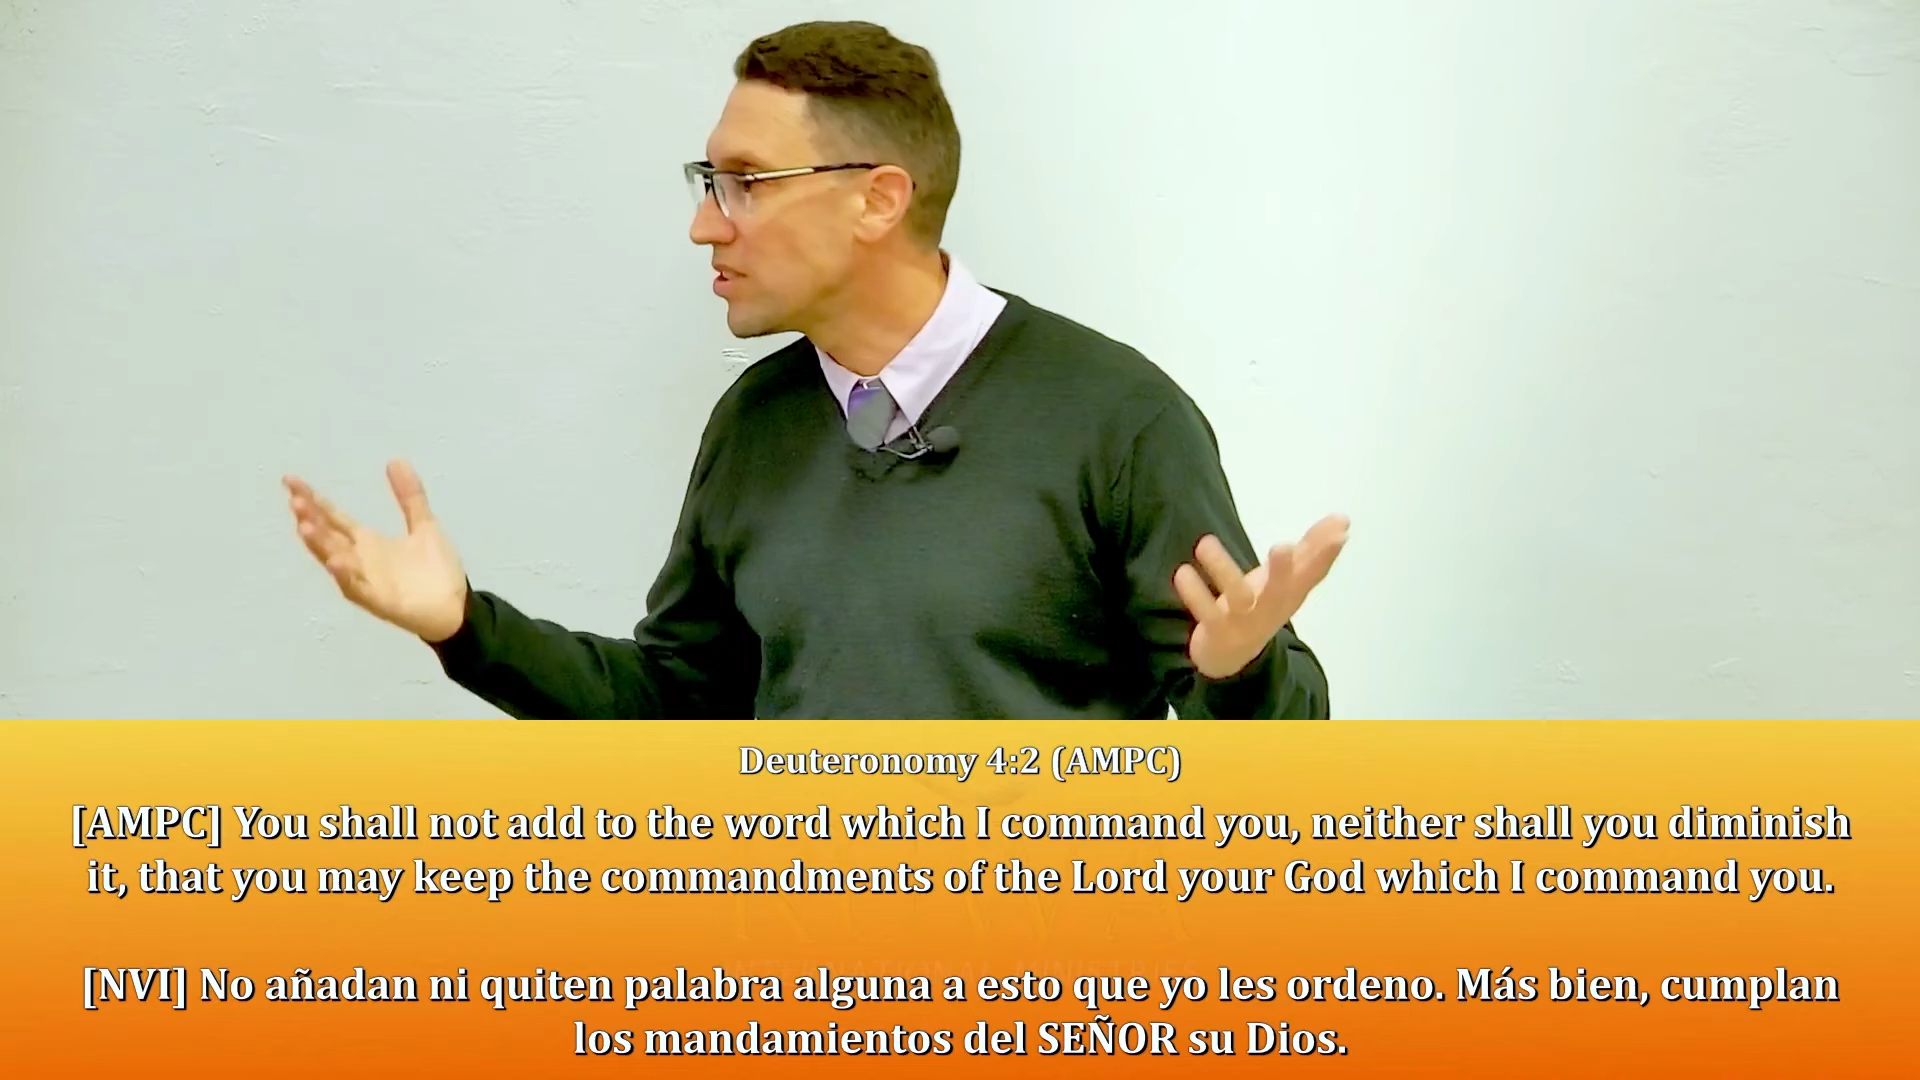 Deuteronomy 4:2 (AMPC)
[AMPC] You shall not add to the word which I command you, neither shall you diminish
it, that you may keep the commandments of the Lord your God which I command you.
[NVI] No añadan ni quiten palabra alguna a esto que yo les ordeno. Más bien, cumplan
los mandamientos del SEÑOR su Dios.